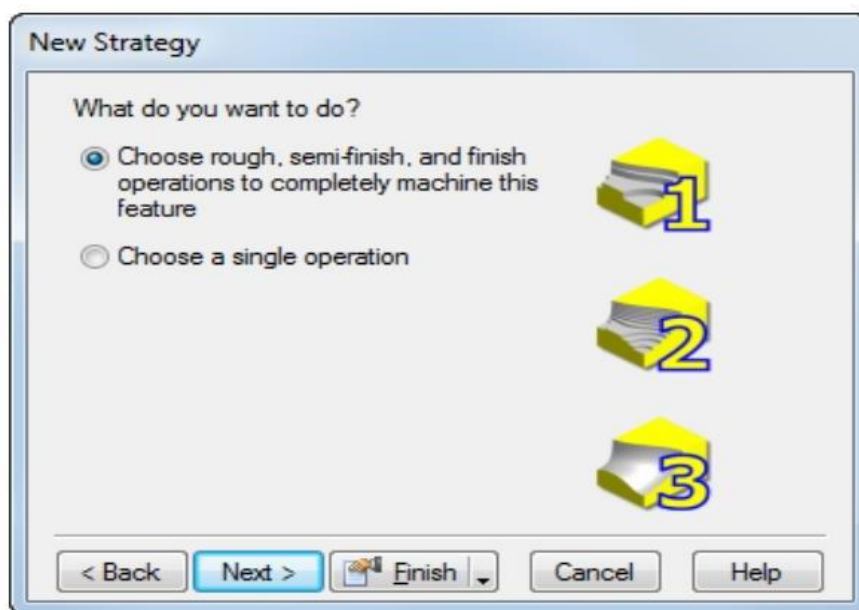 New Strategy
What do you want to do?
Choose rough, semi-finish, and finish
operations to completely machine this
feature
1
Choose a single operation
2
3
< Back Next > Finish Cancel Help